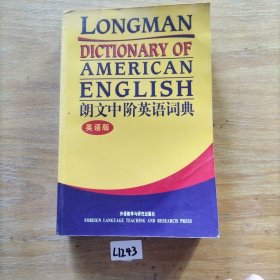 LONGMAN
DICTIONARY OF
AMERICAN
ENGLISH
朗文中阶英语词典
英语版
外语教学与研究出版社
FOREIGN LANGUAGE TEACHING AND RESEARCH PRESS
L1243